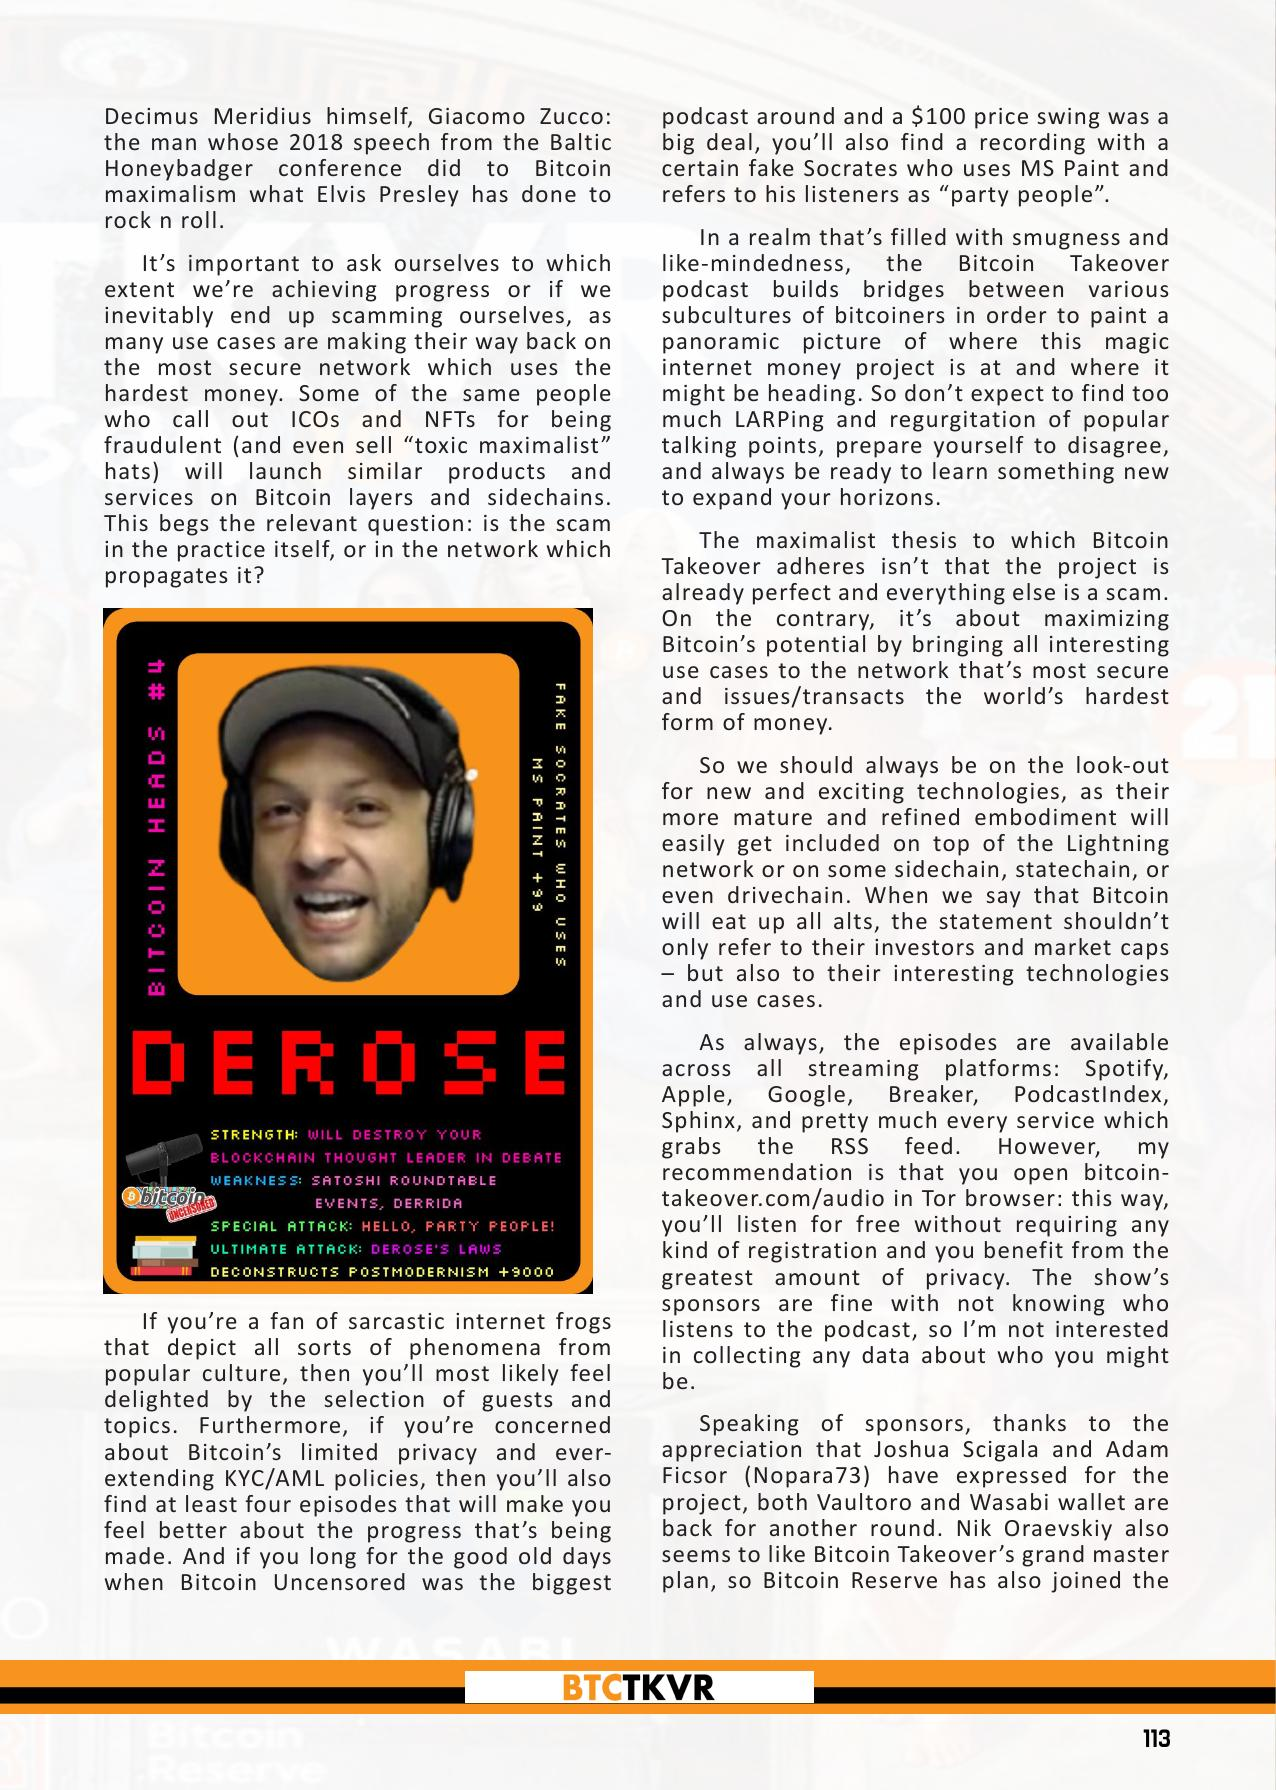 Decimus Meridius himself, Giacomo Zucco:
the man whose 2018 speech from the Baltic
Honeybadger conference did to Bitcoin
maximalism what Elvis Presley has done to
rock n roll.
It’s important to ask ourselves to which
extent we’re achieving progress or if we
inevitably end up scamming ourselves, as
many use cases are making their way back on
the most secure network which uses the
hardest money. Some of the same people
who call out ICOs and NFTs for being
fraudulent (and even sell “toxic maximalist”
hats) will launch similar products and
services on Bitcoin layers and sidechains.
This begs the relevant question: is the scam
in the practice itself, or in the network which
propagates it?
BITCOIN HEADS #4
FAKE SOCRATES WHO USES
MS PAINT +99
DEROSE
STRENGTH: WILL DESTROY YOUR
BLOCKCHAIN THOUGHT LEADER IN DEBATE
WEAKNESS: SATOSHI ROUNDTABLE
EVENTS, DERRIDA
bitcoin
UNCENSORED
SPECIAL ATTACK: HELLO, PARTY PEOPLE!
ULTIMATE ATTACK: DEROSE'S LAWS
DECONSTRUCTS POSTMODERNISM +9000
If you’re a fan of sarcastic internet frogs
that depict all sorts of phenomena from
popular culture, then you’ll most likely feel
delighted by the selection of guests and
topics. Furthermore, if you’re concerned
about Bitcoin’s limited privacy and ever-
extending KYC/AML policies, then you’ll also
find at least four episodes that will make you
feel better about the progress that’s being
made. And if you long for the good old days
when Bitcoin Uncensored was the biggest
podcast around and a $100 price swing was a
big deal, you’ll also find a recording with a
certain fake Socrates who uses MS Paint and
refers to his listeners as “party people”.
In a realm that’s filled with smugness and
like-mindedness, the Bitcoin Takeover
podcast builds bridges between various
subcultures of bitcoiners in order to paint a
panoramic picture of where this magic
internet money project is at and where it
might be heading. So don’t expect to find too
much LARPing and regurgitation of popular
talking points, prepare yourself to disagree,
and always be ready to learn something new
to expand your horizons.
The maximalist thesis to which Bitcoin
Takeover adheres isn’t that the project is
already perfect and everything else is a scam.
On the contrary, it’s about maximizing
Bitcoin’s potential by bringing all interesting
use cases to the network that’s most secure
and issues/transacts the world’s hardest
form of money.
So we should always be on the look-out
for new and exciting technologies, as their
more mature and refined embodiment will
easily get included on top of the Lightning
network or on some sidechain, statechain, or
even drivechain. When we say that Bitcoin
will eat up all alts, the statement shouldn’t
only refer to their investors and market caps
– but also to their interesting technologies
and use cases.
As always, the episodes are available
across all streaming platforms: Spotify,
Apple, Google, Breaker, PodcastIndex,
Sphinx, and pretty much every service which
grabs the RSS feed. However, my
recommendation is that you open bitcoin-
takeover.com/audio in Tor browser: this way,
you’ll listen for free without requiring any
kind of registration and you benefit from the
greatest amount of privacy. The show’s
sponsors are fine with not knowing who
listens to the podcast, so I’m not interested
in collecting any data about who you might
be.
Speaking of sponsors, thanks to the
appreciation that Joshua Scigala and Adam
Ficsor (Nopara73) have expressed for the
project, both Vaultoro and Wasabi wallet are
back for another round. Nik Oraevskiy also
seems to like Bitcoin Takeover’s grand master
plan, so Bitcoin Reserve has also joined the
WASABI
BTCTKVR
Bitcoin
Reserve
113